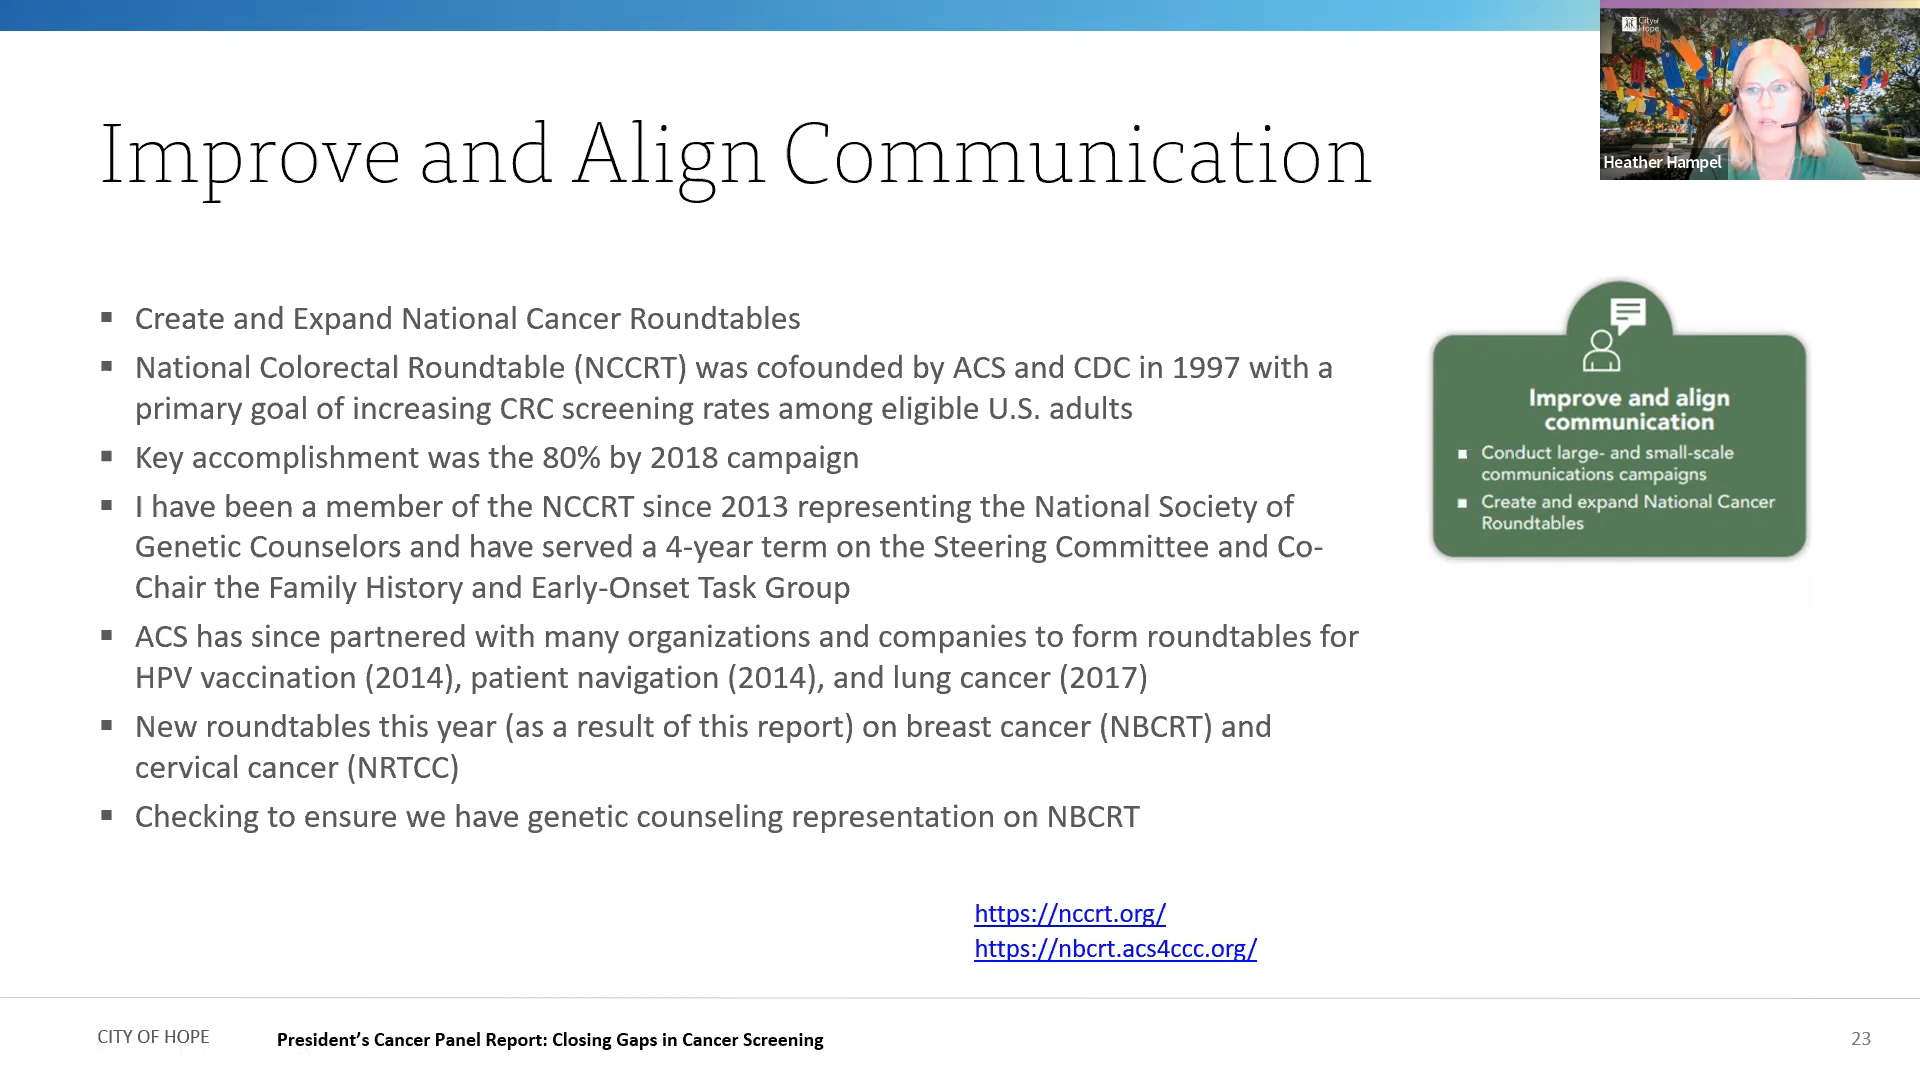 City of
Hope
Heather Hampel
Improve and Align Communication
▪ Create and Expand National Cancer Roundtables
▪ National Colorectal Roundtable (NCCRT) was cofounded by ACS and CDC in 1997 with a
primary goal of increasing CRC screening rates among eligible U.S. adults
▪ Key accomplishment was the 80% by 2018 campaign
▪ I have been a member of the NCCRT since 2013 representing the National Society of
Genetic Counselors and have served a 4-year term on the Steering Committee and Co-
Chair the Family History and Early-Onset Task Group
▪ ACS has since partnered with many organizations and companies to form roundtables for
HPV vaccination (2014), patient navigation (2014), and lung cancer (2017)
▪ New roundtables this year (as a result of this report) on breast cancer (NBCRT) and
cervical cancer (NRTCC)
▪ Checking to ensure we have genetic counseling representation on NBCRT
Improve and align
communication
▪ Conduct large- and small-scale
communications campaigns
▪ Create and expand National Cancer
Roundtables
https://nccrt.org/
https://nbcrt.acs4ccc.org/
CITY OF HOPE
President’s Cancer Panel Report: Closing Gaps in Cancer Screening
23